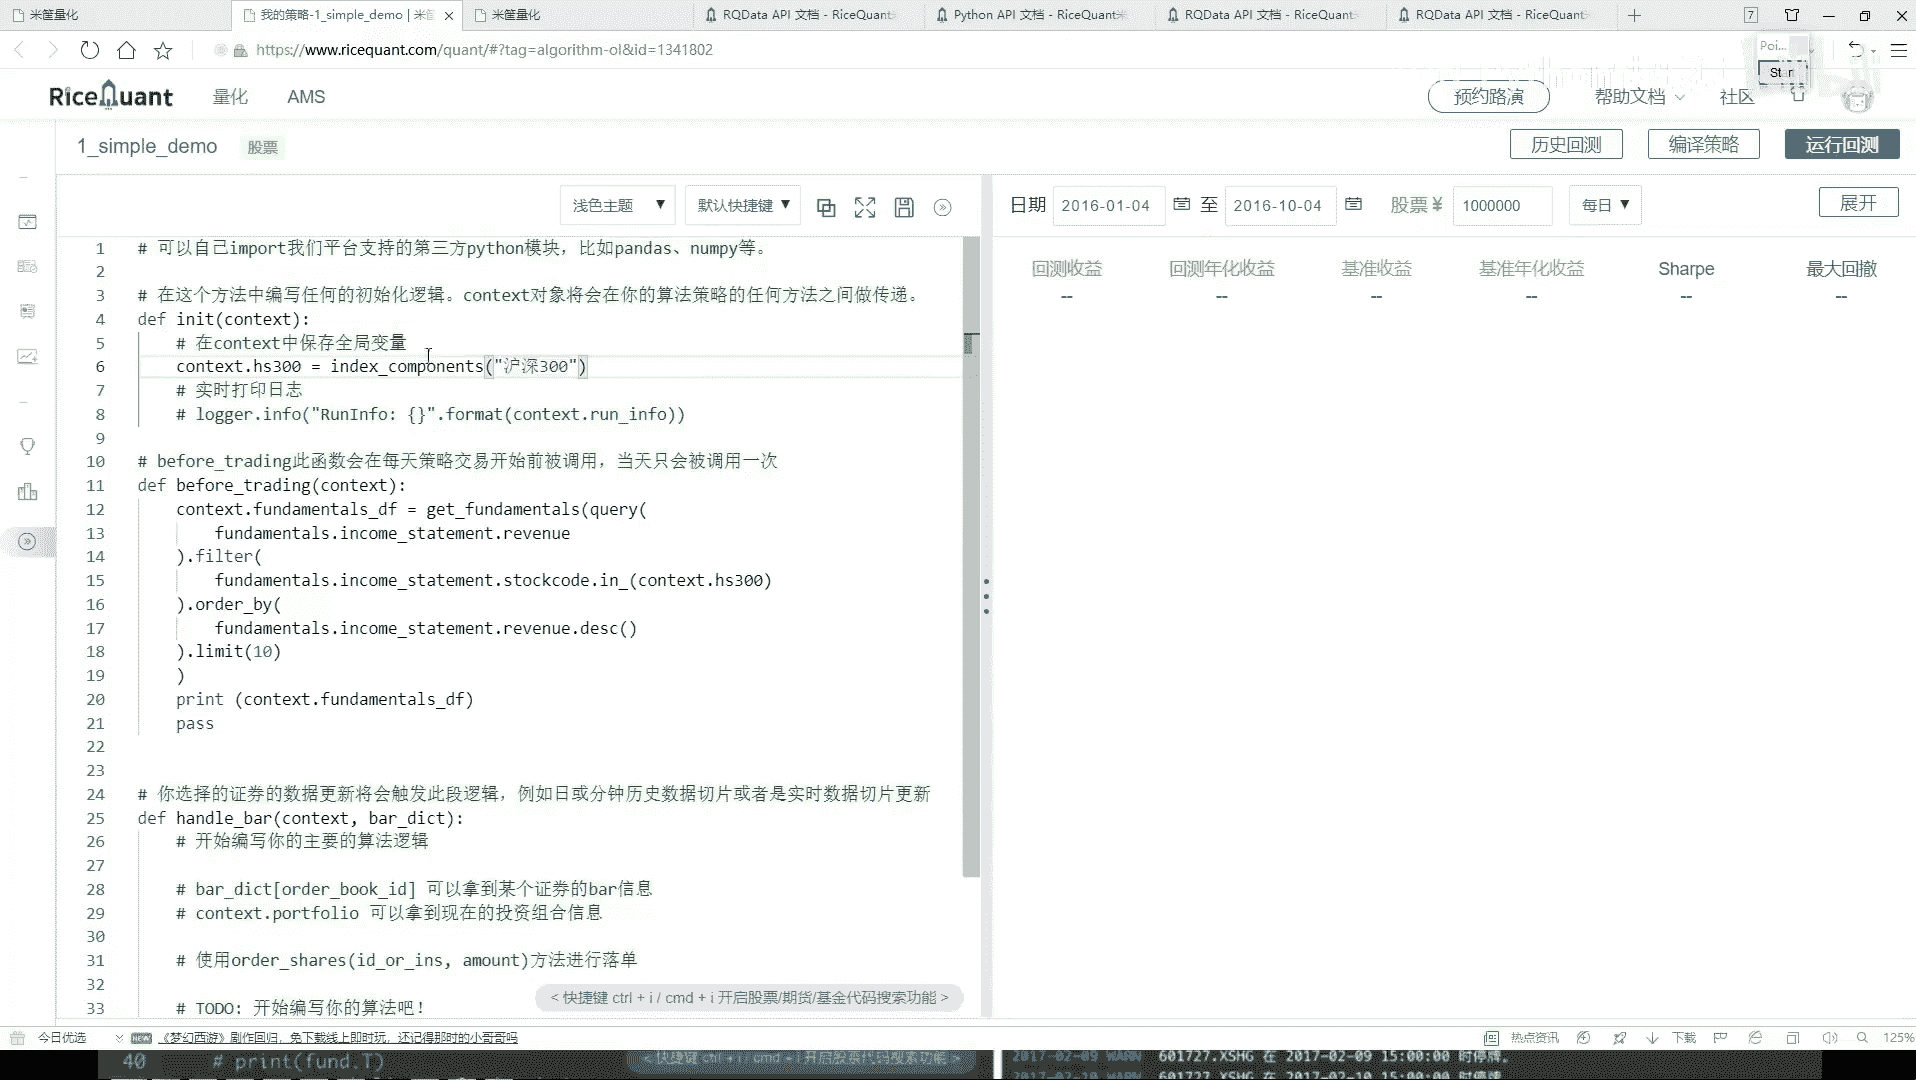 米筐量化
我的策略-1_simple_demo | 米筐
米筐量化
RQData API 文档 - RiceQuant
Python API 文档 - RiceQuant
RQData API 文档 - RiceQuant
RQData API 文档 - RiceQuant
7
https://www.ricequant.com/quant/#?tag=algorithm-ol&id=1341802
Poi...
Start
RiceQuant
量化
AMS
预约路演
帮助文档
社区
1_simple_demo
股票
历史回测
编译策略
运行回测
浅色主题
默认快捷键
日期 2016-01-04 至 2016-10-04 股票¥ 1000000 每日
展开
回测收益 回测年化收益 基准收益 基准年化收益 Sharpe 最大回撤
-- -- -- -- -- --
1 # 可以自己import我们平台支持的第三方python模块，比如pandas、numpy等。
2
3 # 在这个方法中编写任何的初始化逻辑。context对象将会在你的算法策略的任何方法之间做传递。
4 def init(context):
5 # 在context中保存全局变量
6 context.hs300 = index_components("沪深300")
7 # 实时打印日志
8 # logger.info("RunInfo: {}".format(context.run_info))
9
10 # before_trading此函数会在每天策略交易开始前被调用，当天只会被调用一次
11 def before_trading(context):
12 context.fundamentals_df = get_fundamentals(query(
13 fundamentals.income_statement.revenue
14 ).filter(
15 fundamentals.income_statement.stockcode.in_(context.hs300)
16 ).order_by(
17 fundamentals.income_statement.revenue.desc()
18 ).limit(10)
19 )
20 print (context.fundamentals_df)
21 pass
22
23
24 # 你选择的证券的数据更新将会触发此段逻辑，例如日或分钟历史数据切片或者是实时数据切片更新
25 def handle_bar(context, bar_dict):
26 # 开始编写你的主要的算法逻辑
27
28 # bar_dict[order_book_id] 可以拿到某个证券的bar信息
29 # context.portfolio 可以拿到现在的投资组合信息
30
31 # 使用order_shares(id_or_ins, amount)方法进行落单
32
33 # TODO: 开始编写你的算法吧！
< 快捷键 ctrl + i / cmd + i 开启股票/期货/基金代码搜索功能 >
今日优选
NEW
《梦幻西游》剧作回归，免下载线上即时玩，还记得那时的小哥哥吗
热点资讯
下载
125%
40 # print(fund.T)
< 快捷键 ctrl + i / cmd + i 开启股票代码搜索功能 >
2017-02-09 WARN 601727.XSHG 在 2017-02-09 15:00:00 时停牌。
2017-02-10 WARN 601727.XSHG 在 2017-02-10 15:00:00 时停牌。